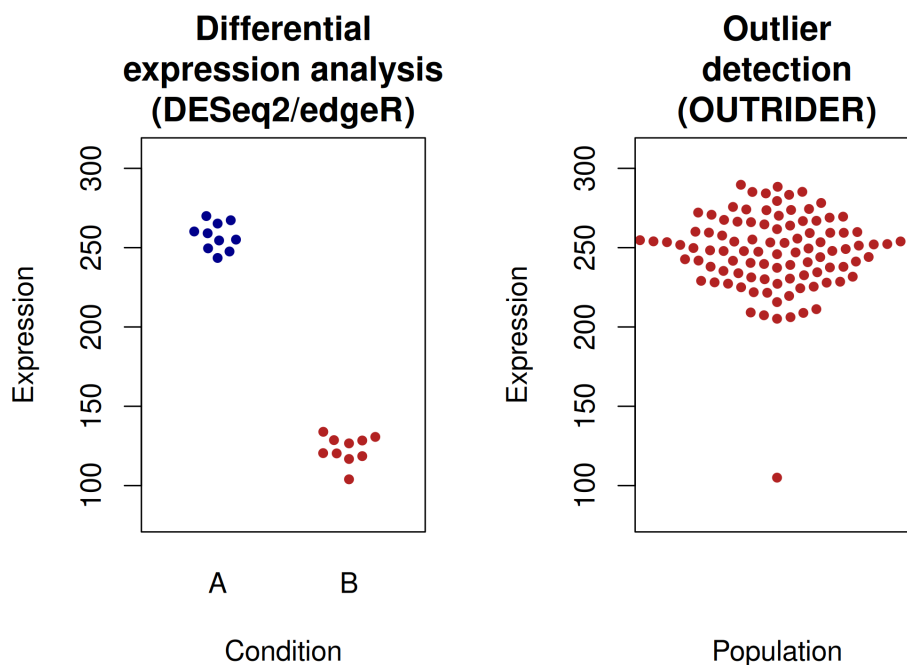 Differential
expression analysis
(DESeq2/edgeR)
Expression
300
250
200
150
100
A B
Condition
Outlier
detection
(OUTRIDER)
Expression
300
250
200
150
100
Population